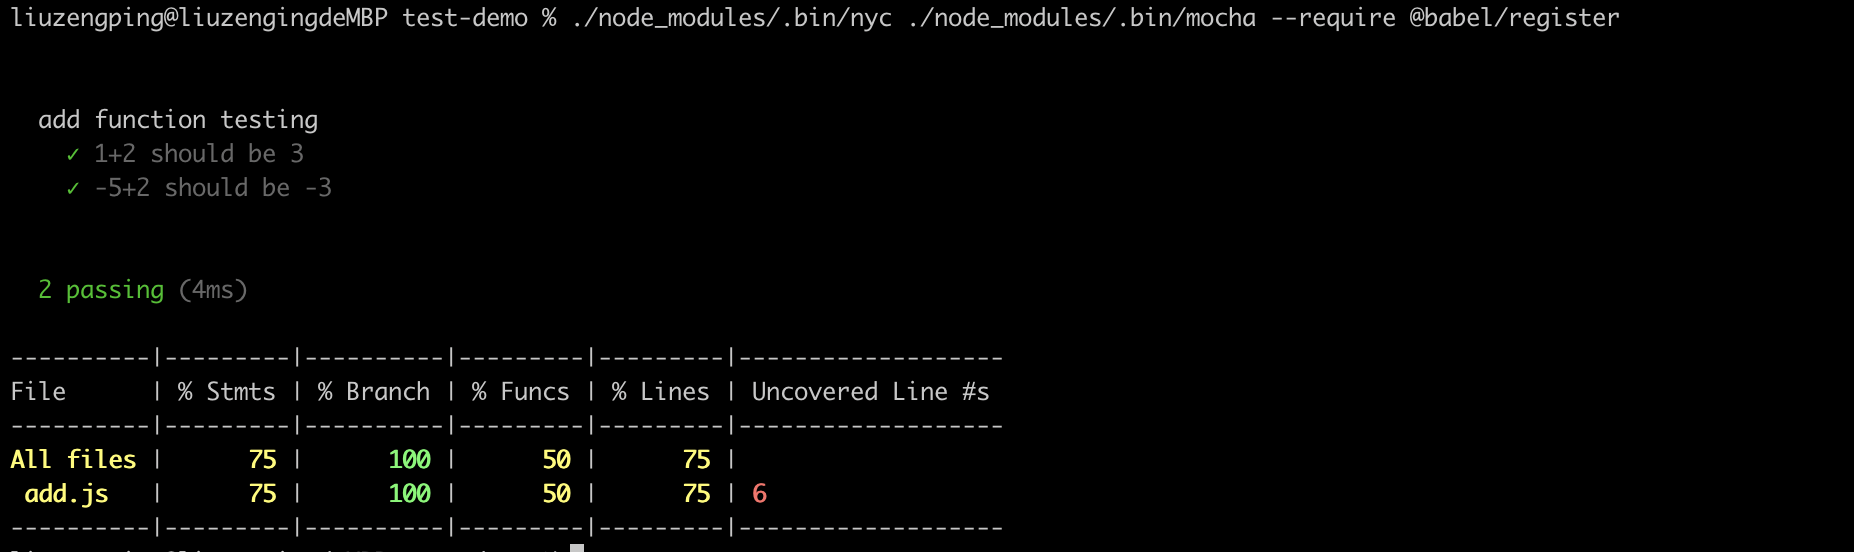 liuzengping@liuzengingdeMBP test-demo % ./node_modules/.bin/nyc ./node_modules/.bin/mocha --require @babel/register
add function testing
✓ 1+2 should be 3
✓ -5+2 should be -3
2 passing (4ms)
----------|---------|----------|---------|---------|-------------------
File      | % Stmts | % Branch | % Funcs | % Lines | Uncovered Line #s
----------|---------|----------|---------|---------|-------------------
All files |      75 |      100 |      50 |      75 |
 add.js   |      75 |      100 |      50 |      75 | 6
----------|---------|----------|---------|---------|-------------------